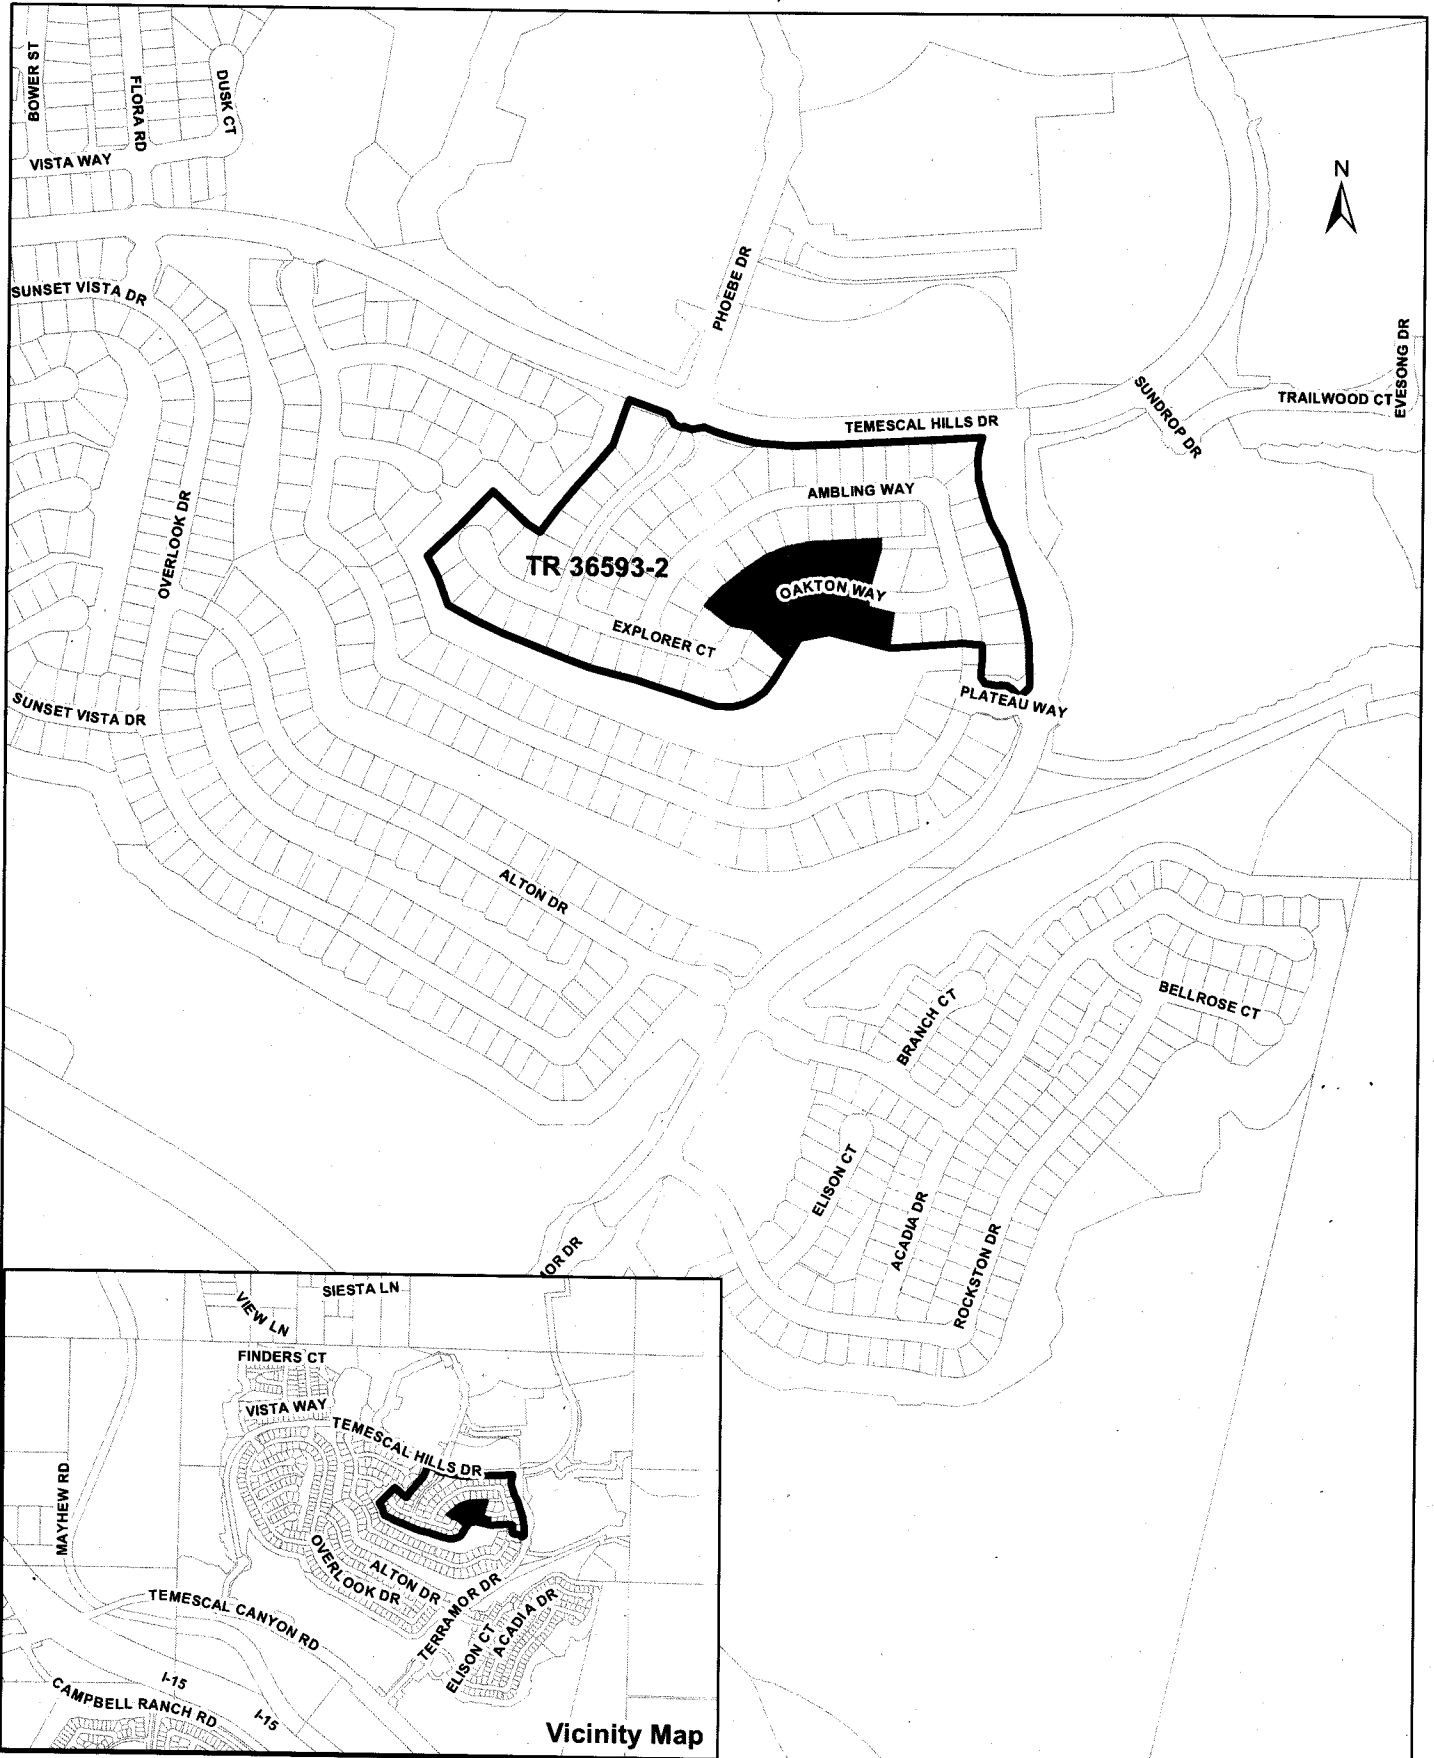 BOWER ST
FLORA RD
DUSK CT
VISTA WAY
N
SUNSET VISTA DR
PHOEBE DR
EVESONG DR
TRAILWOOD CT
SUNDROP DR
TEMESCAL HILLS DR
AMBLING WAY
OVERLOOK DR
TR 36593-2
OAKTON WAY
EXPLORER CT
PLATEAU WAY
SUNSET VISTA DR
ALTON DR
BRANCH CT
BELLROSE CT
ELISON CT
ACADIA DR
ROCKSTON DR
MOR DR
SIESTA LN
VIEW LN
FINDERS CT
VISTA WAY
TEMESCAL HILLS DR
MAYHEW RD
OVERLOOK DR
ALTON DR
TERRAMOR DR
ACADIA DR
ELISON CT
TEMESCAL CANYON RD
I-15
I-15
CAMPBELL RANCH RD
Vicinity Map